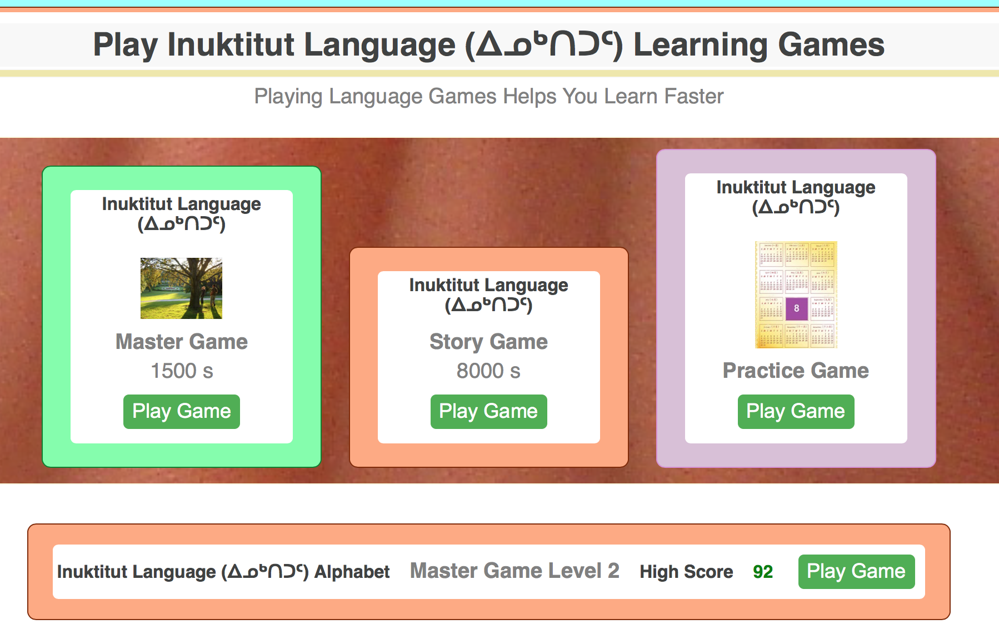 Play Inuktitut Language (ᐃᓄᒃᑎᑐᑦ) Learning Games
Playing Language Games Helps You Learn Faster
Inuktitut Language
(ᐃᓄᒃᑎᑐᑦ)
Master Game
1500 s
Play Game
Inuktitut Language
(ᐃᓄᒃᑎᑐᑦ)
Story Game
8000 s
Play Game
Inuktitut Language
(ᐃᓄᒃᑎᑐᑦ)
8
Practice Game
Play Game
Inuktitut Language (ᐃᓄᒃᑎᑐᑦ) Alphabet Master Game Level 2 High Score 92 Play Game